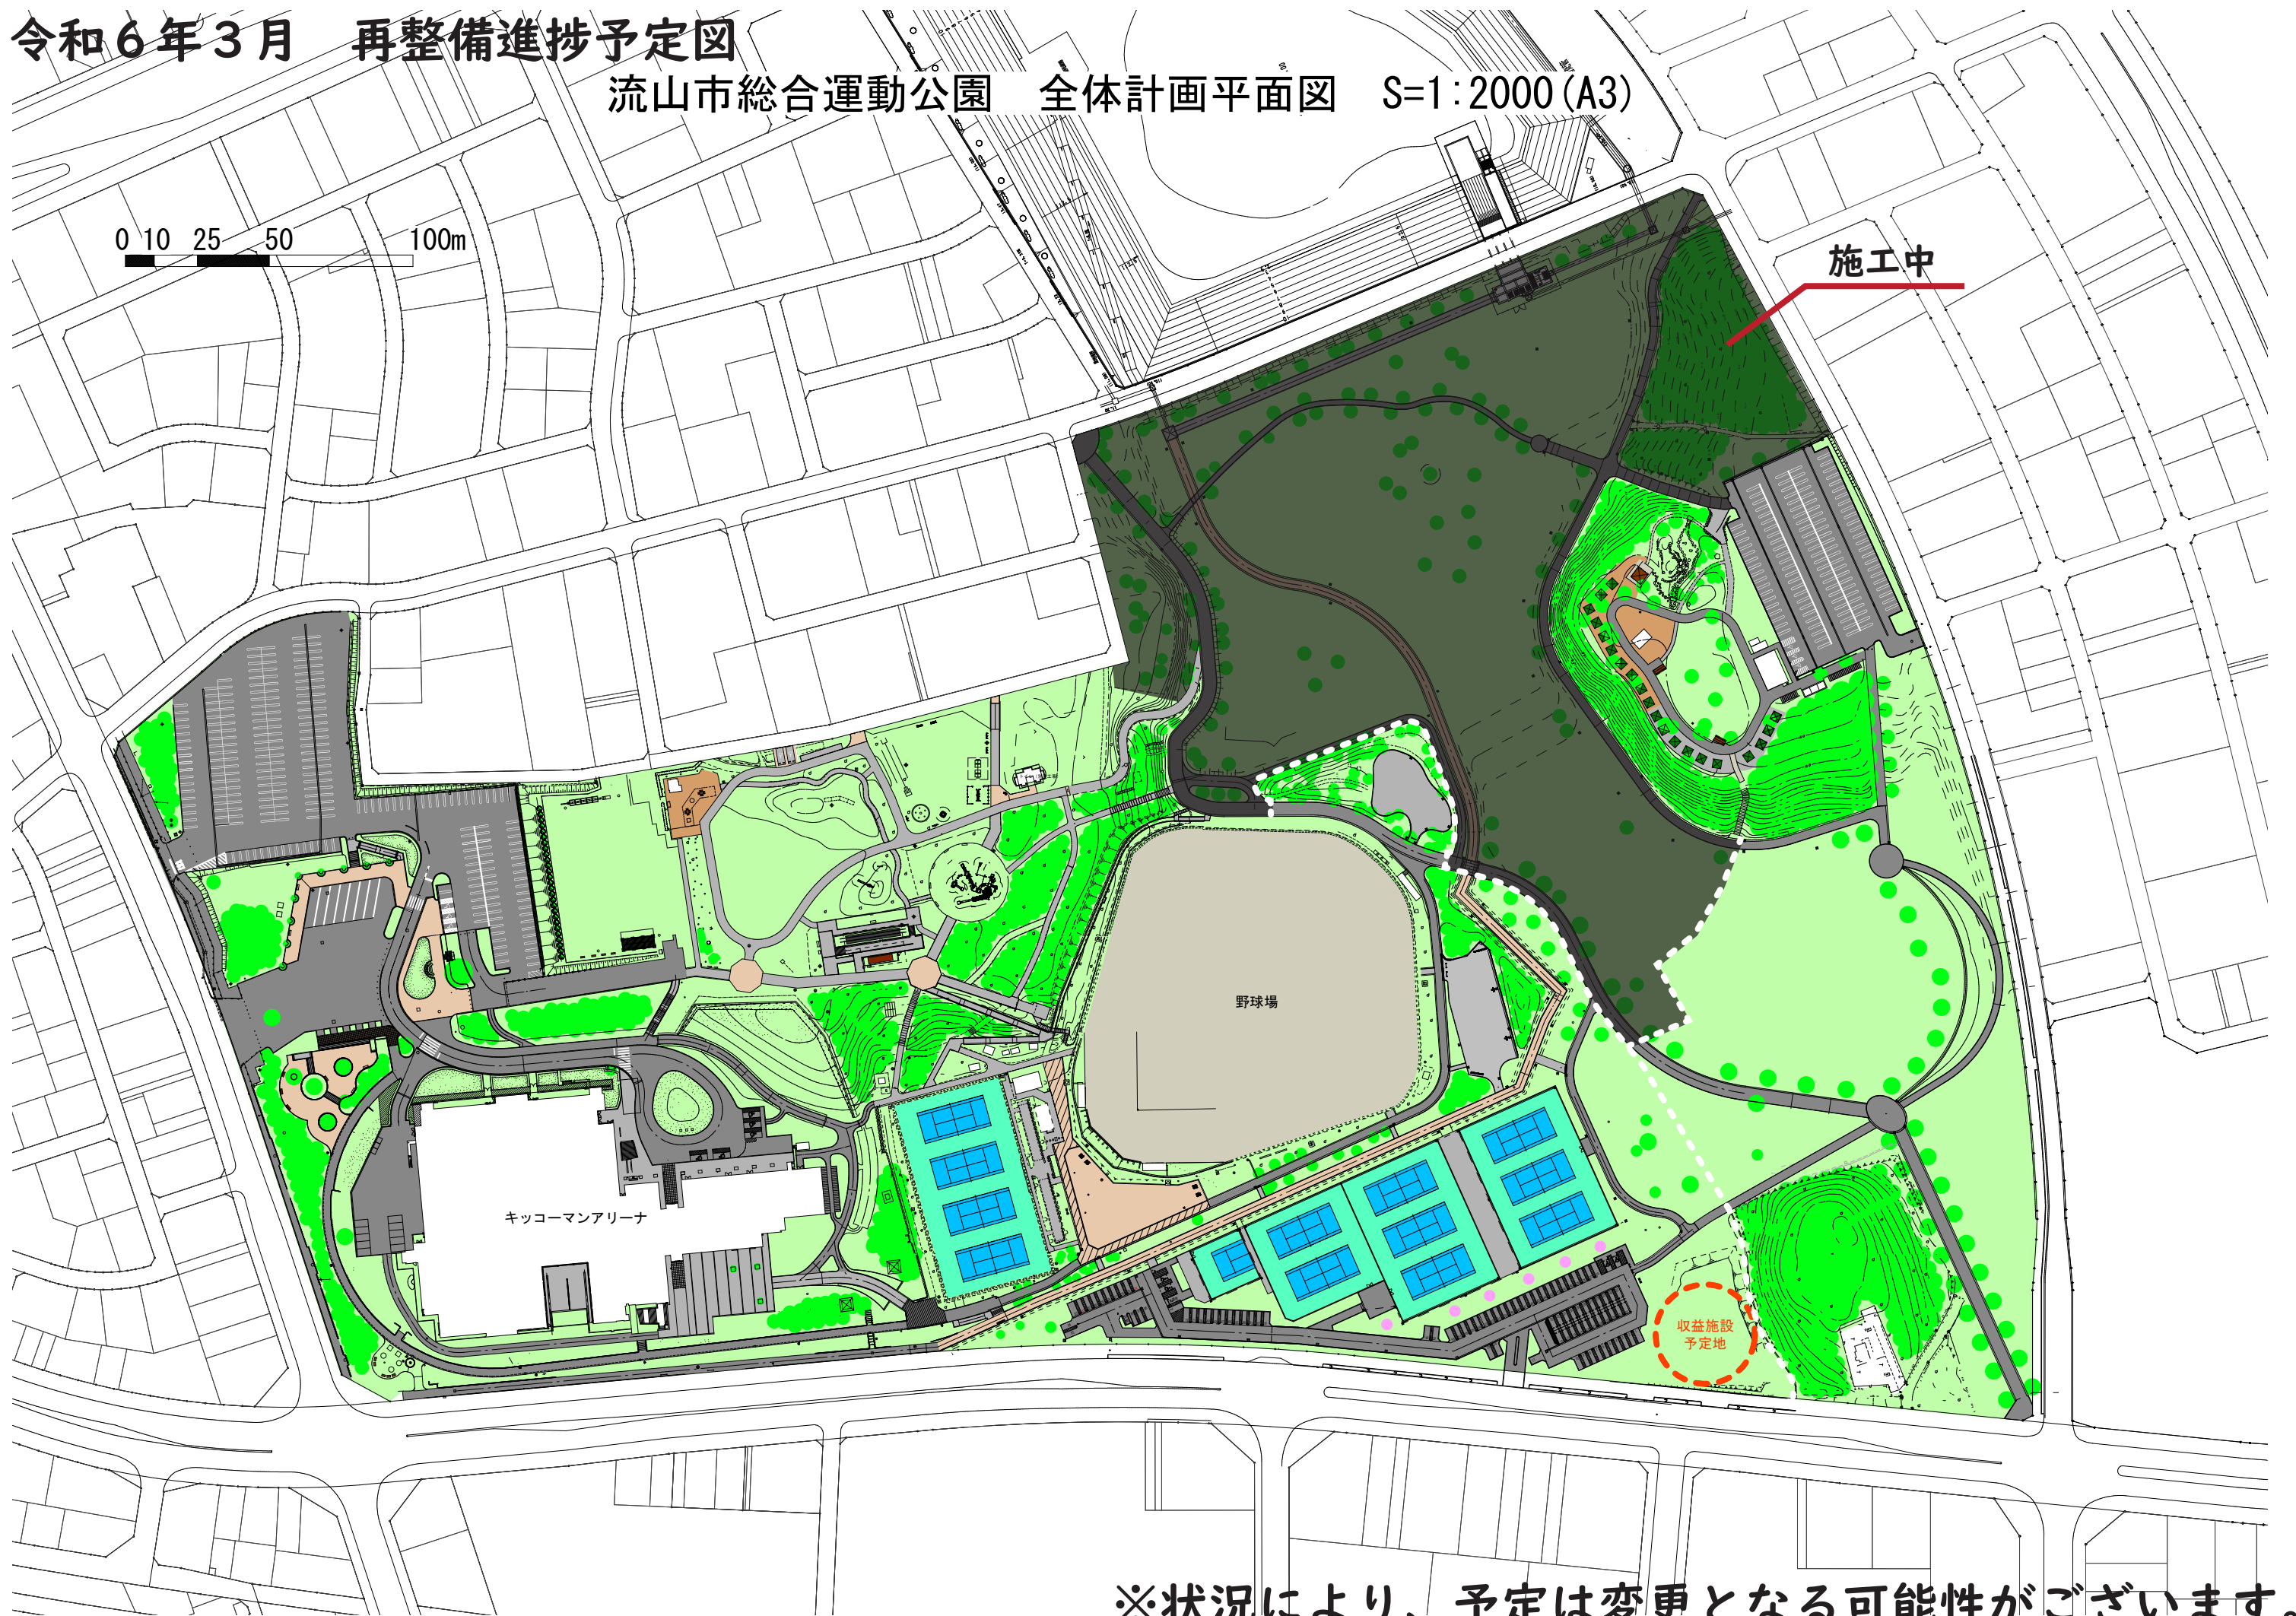 令和６年３月　再整備進捗予定図
流山市総合運動公園　全体計画平面図　S=1:2000(A3)
0 10 25 50 100m
施工中
野球場
キッコーマンアリーナ
収益施設
予定地
※状況により、予定は変更となる可能性がございます